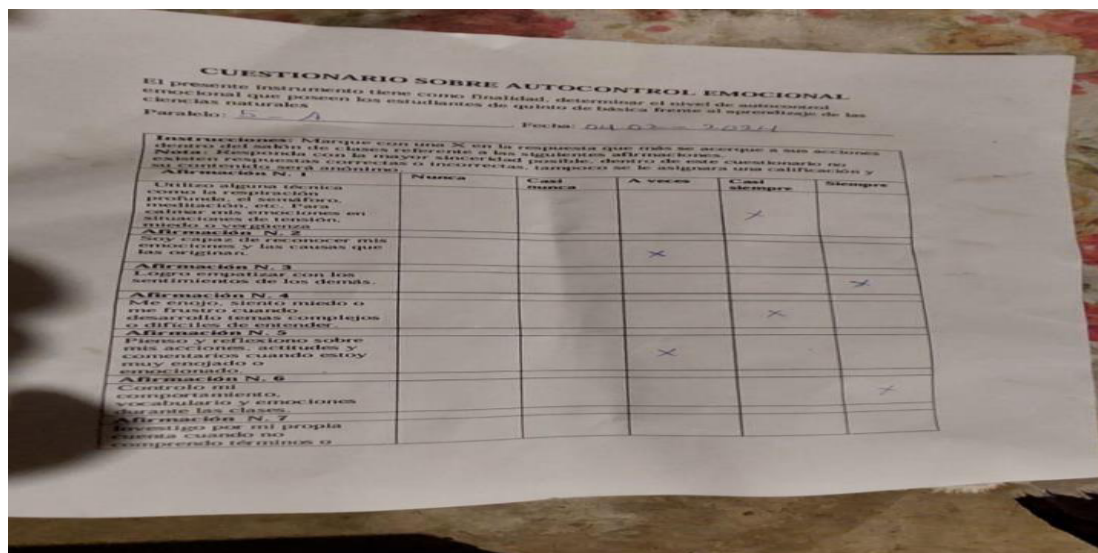 CUESTIONARIO SOBRE AUTOCONTROL EMOCIONAL
El presente instrumento tiene como finalidad, determinar el nivel de autocontrol
emocional que poseen los estudiantes de quinto de básica frente al aprendizaje de las
ciencias naturales
Paralelo: 5 - A Fecha: 04 02 - 2024
Instrucciones: Marque con una X en la respuesta que más se acerque a sus acciones
dentro del salón de clases referente a las siguientes afirmaciones.
Nota: Responda con la mayor sinceridad posible, dentro de este cuestionario no
existen respuestas correctas o incorrectas, tampoco se le asignara una calificación y
su contenido será anónimo.
Afirmación N. 1 Nunca Casi nunca A veces Casi siempre Siempre
Utilizo alguna técnica
como la respiración
profunda, el semáforo,
meditación, etc. Para
calmar mis emociones en
situaciones de tensión,
miedo o vergüenza X
Afirmación N. 2
Soy capaz de reconocer mis
emociones y las causas que
las originan. X
Afirmación N. 3
Logro empatizar con los
sentimientos de los demás. X
Afirmación N. 4
Me enojo, siento miedo o
me frustro cuando
desarrollo temas complejos
o difíciles de entender. X
Afirmación N. 5
Pienso y reflexiono sobre
mis acciones, actitudes y
comentarios cuando estoy
muy enojado o
emocionado. X
Afirmación N. 6
Controlo mi
comportamiento,
vocabulario y emociones
durante las clases. X
Afirmación N. 7
Investigo por mi propia
cuenta cuando no
comprendo términos o